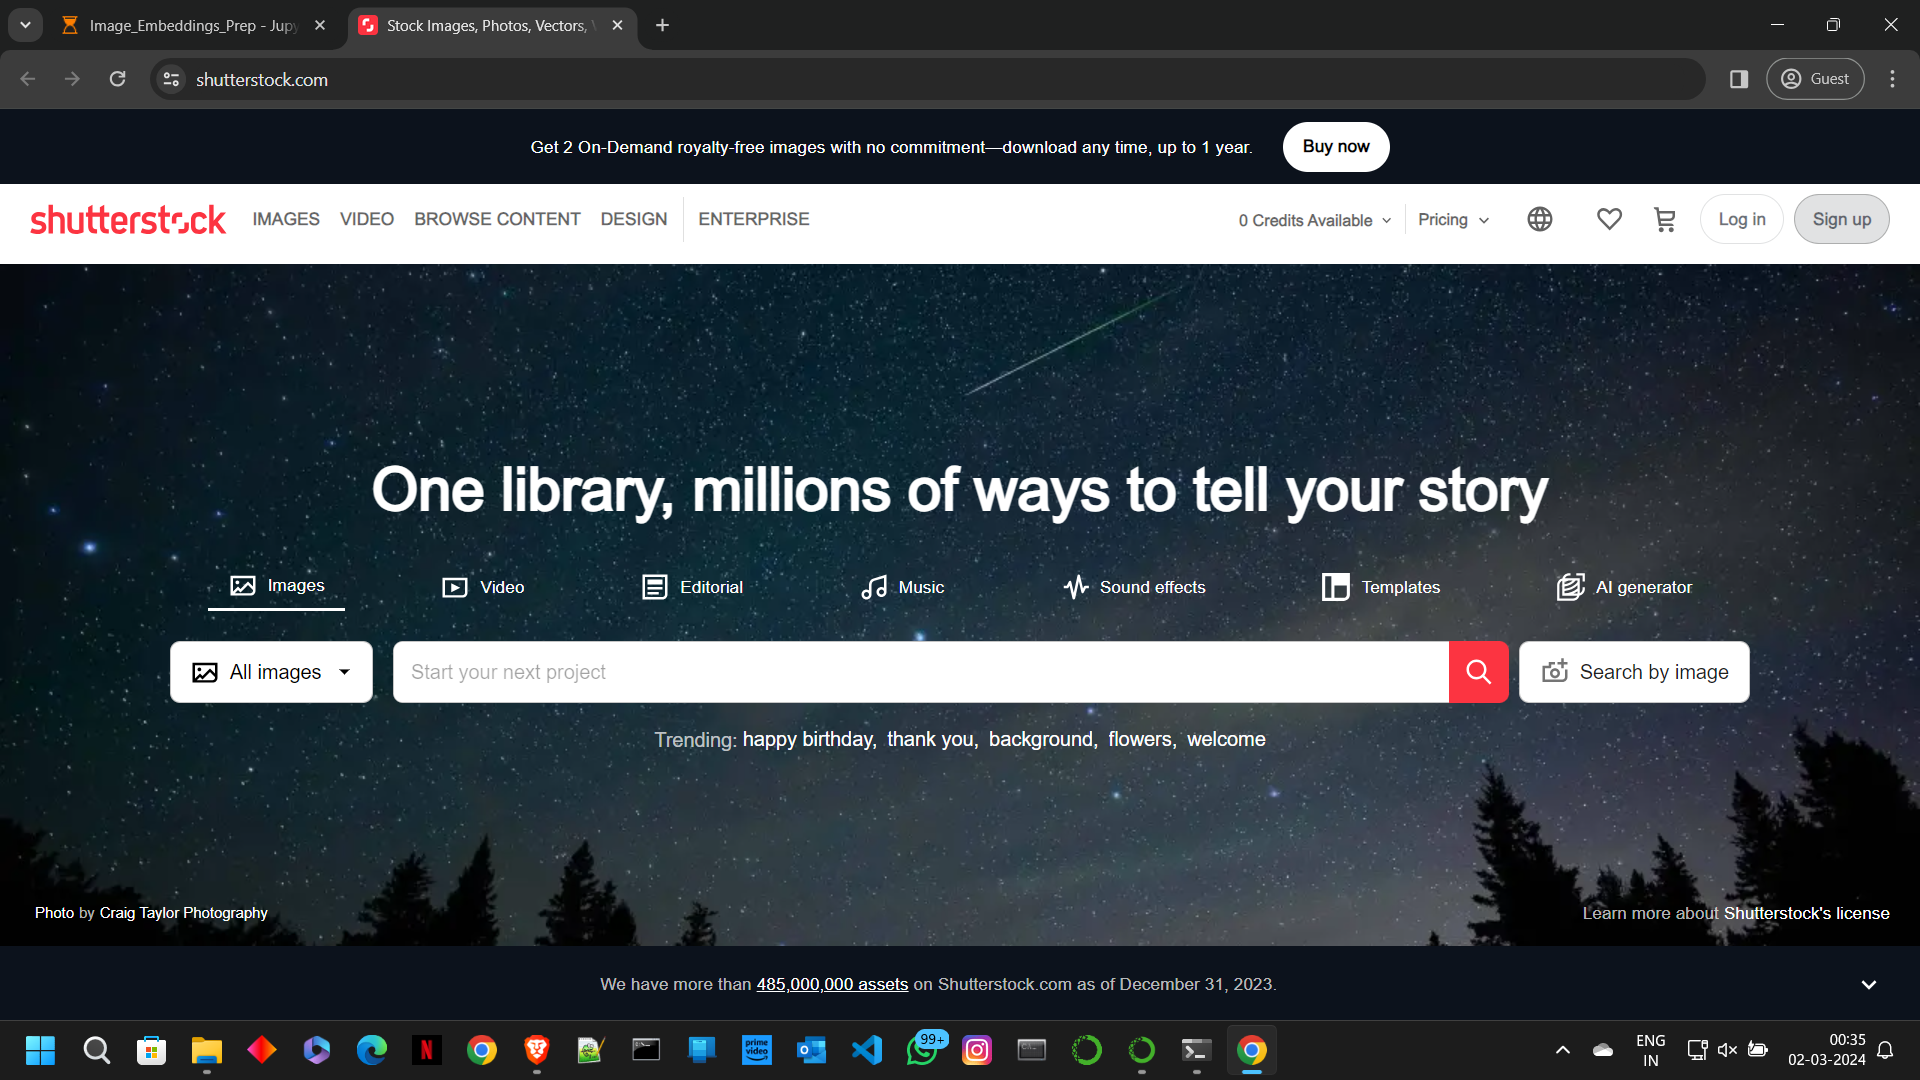 Image_Embeddings_Prep - Jupy
Stock Images, Photos, Vectors,
shutterstock.com
Guest
Get 2 On-Demand royalty-free images with no commitment—download any time, up to 1 year.
Buy now
shutterstock
IMAGES
VIDEO
BROWSE CONTENT
DESIGN
ENTERPRISE
0 Credits Available
Pricing
Log in
Sign up
One library, millions of ways to tell your story
Images
Video
Editorial
Music
Sound effects
Templates
AI generator
All images
Start your next project
Search by image
Trending: happy birthday, thank you, background, flowers, welcome
Photo by Craig Taylor Photography
Learn more about Shutterstock's license
We have more than 485,000,000 assets on Shutterstock.com as of December 31, 2023.
N
prime video
99+
ENG
IN
00:35
02-03-2024